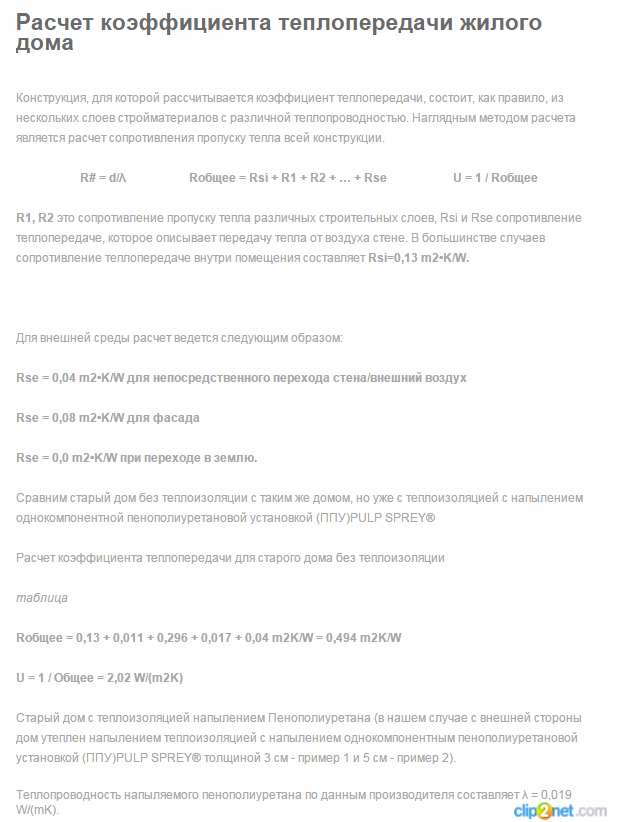 Расчет коэффициента теплопередачи жилого
дома
Конструкция, для которой рассчитывается коэффициент теплопередачи, состоит, как правило, из
нескольких слоев стройматериалов с различной теплопроводностью. Наглядным методом расчета
является расчет сопротивления пропуску тепла всей конструкции.
R# = d/λ Rобщее = Rsi + R1 + R2 + … + Rse U = 1 / Rобщее
R1, R2 это сопротивление пропуску тепла различных строительных слоев, Rsi и Rse сопротивление
теплопередаче, которое описывает передачу тепла от воздуха стене. В большинстве случаев
сопротивление теплопередаче внутри помещения составляет Rsi=0,13 m2•K/W.
Для внешней среды расчет ведется следующим образом:
Rse = 0,04 m2•K/W для непосредственного перехода стена/внешний воздух
Rse = 0,08 m2•K/W для фасада
Rse = 0,0 m2•K/W при переходе в землю.
Сравним старый дом без теплоизоляции с таким же домом, но уже с теплоизоляцией с напылением
однокомпонентной пенополиуретановой установкой (ППУ)PULP SPREY®
Расчет коэффициента теплопередачи для старого дома без теплоизоляции
таблица
Rобщее = 0,13 + 0,011 + 0,296 + 0,017 + 0,04 m2K/W = 0,494 m2K/W
U = 1 / Общее = 2,02 W/(m2K)
Старый дом с теплоизоляцией напылением Пенополиуретана (в нашем случае с внешней стороны
дом утеплен напылением теплоизоляцией с напылением однокомпонентным пенополиуретановой
установкой (ППУ)PULP SPREY® толщиной 3 см - пример 1 и 5 см - пример 2).
Теплопроводность напыляемого пенополиуретана по данным производителя составляет λ = 0,019
W/(mK).
clip2net.com